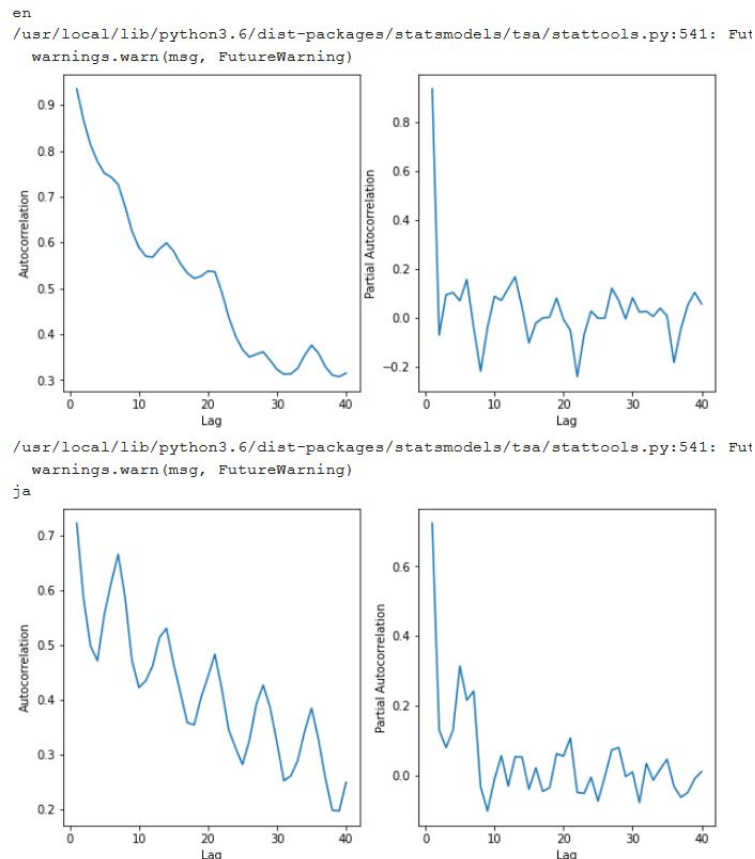 en
/usr/local/lib/python3.6/dist-packages/statsmodels/tsa/stattools.py:541: Fut
warnings.warn(msg, FutureWarning)
0.9
0.8
0.7
0.6
0.5
0.4
0.3
Autocorrelation
0 10 20 30 40
Lag
0.8
0.6
0.4
0.2
0.0
−0.2
Partial Autocorrelation
0 10 20 30 40
Lag
/usr/local/lib/python3.6/dist-packages/statsmodels/tsa/stattools.py:541: Fut
warnings.warn(msg, FutureWarning)
ja
0.7
0.6
0.5
0.4
0.3
0.2
Autocorrelation
0 10 20 30 40
Lag
0.6
0.4
0.2
0.0
Partial Autocorrelation
0 10 20 30 40
Lag